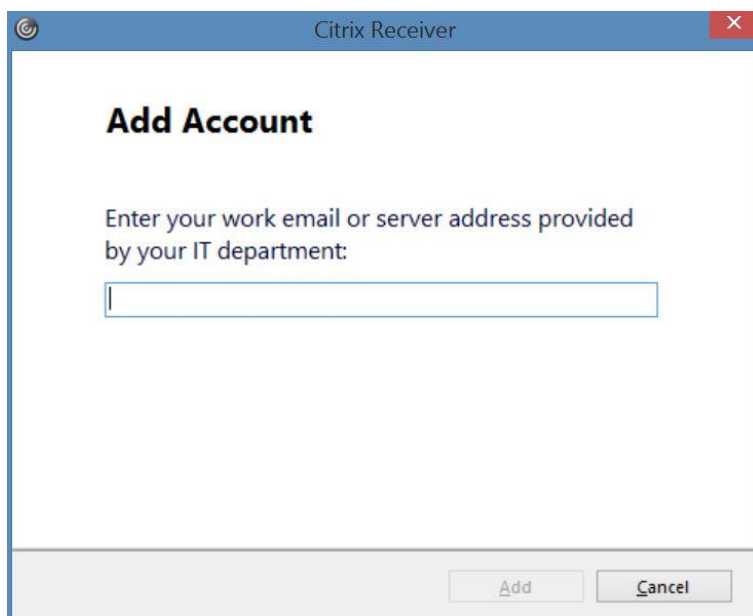 Citrix Receiver
Add Account
Enter your work email or server address provided
by your IT department:
Add
Cancel